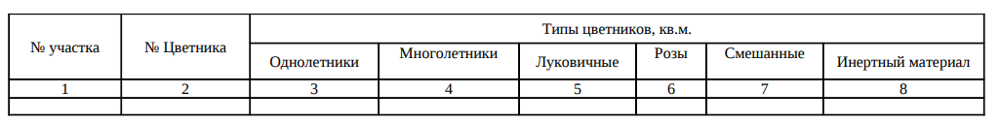 Типы цветников, кв.м.
№ участка
№ Цветника
Однолетники
Многолетники
Луковичные
Розы
Смешанные
Инертный материал
1 2 3 4 5 6 7 8